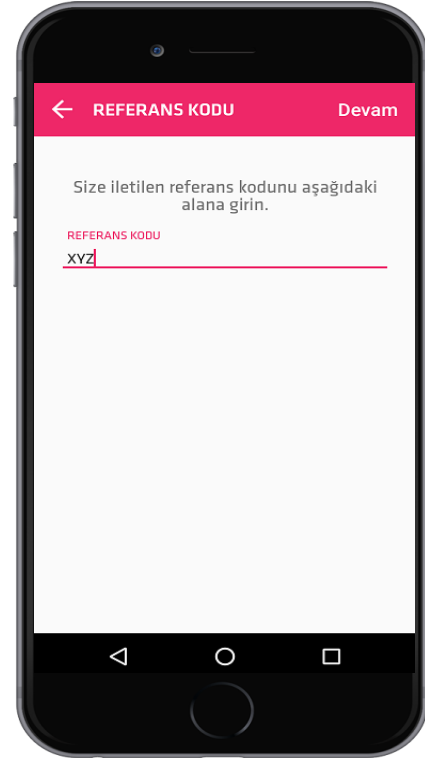 REFERANS KODU Devam
Size iletilen referans kodunu aşağıdaki
alana girin.
REFERANS KODU
XYZ